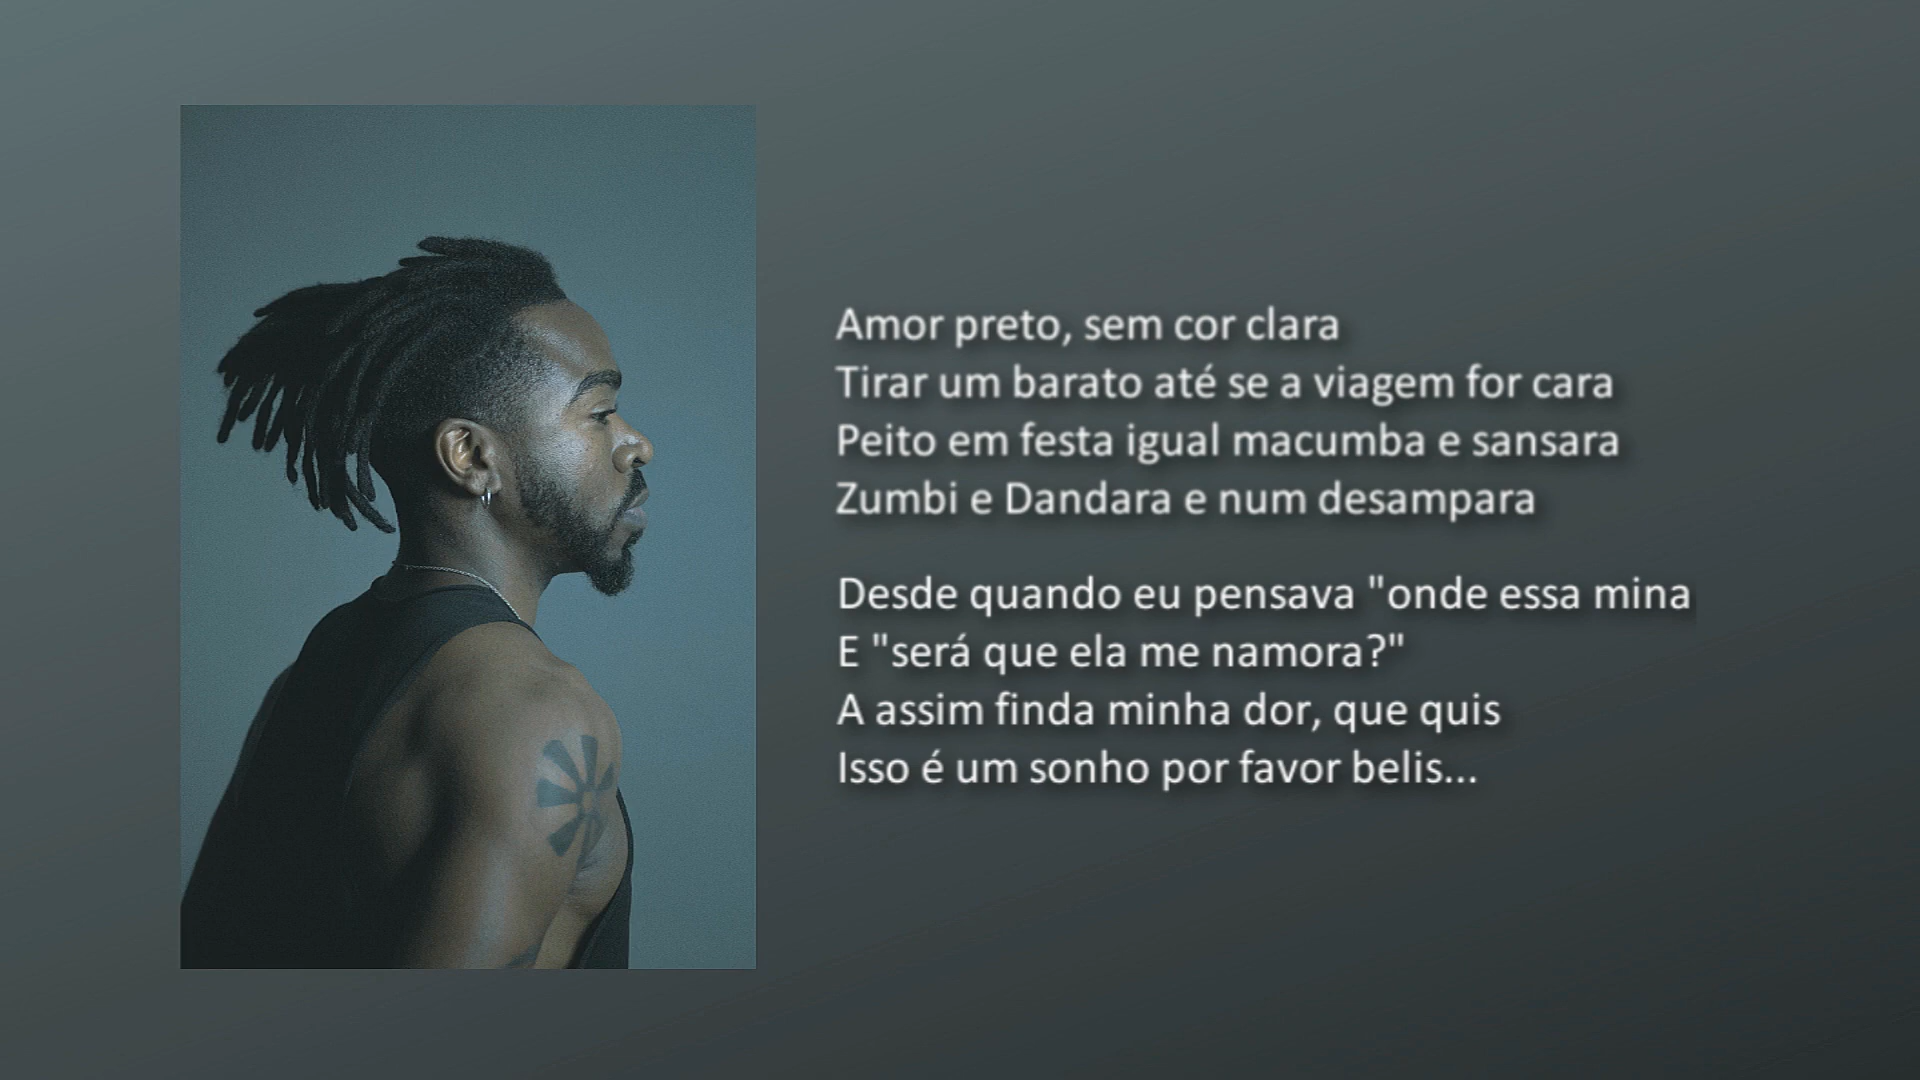 Amor preto, sem cor clara
Tirar um barato até se a viagem for cara
Peito em festa igual macumba e sansara
Zumbi e Dandara e num desampara
Desde quando eu pensava "onde essa mina
E "será que ela me namora?"
A assim finda minha dor, que quis
Isso é um sonho por favor belis...